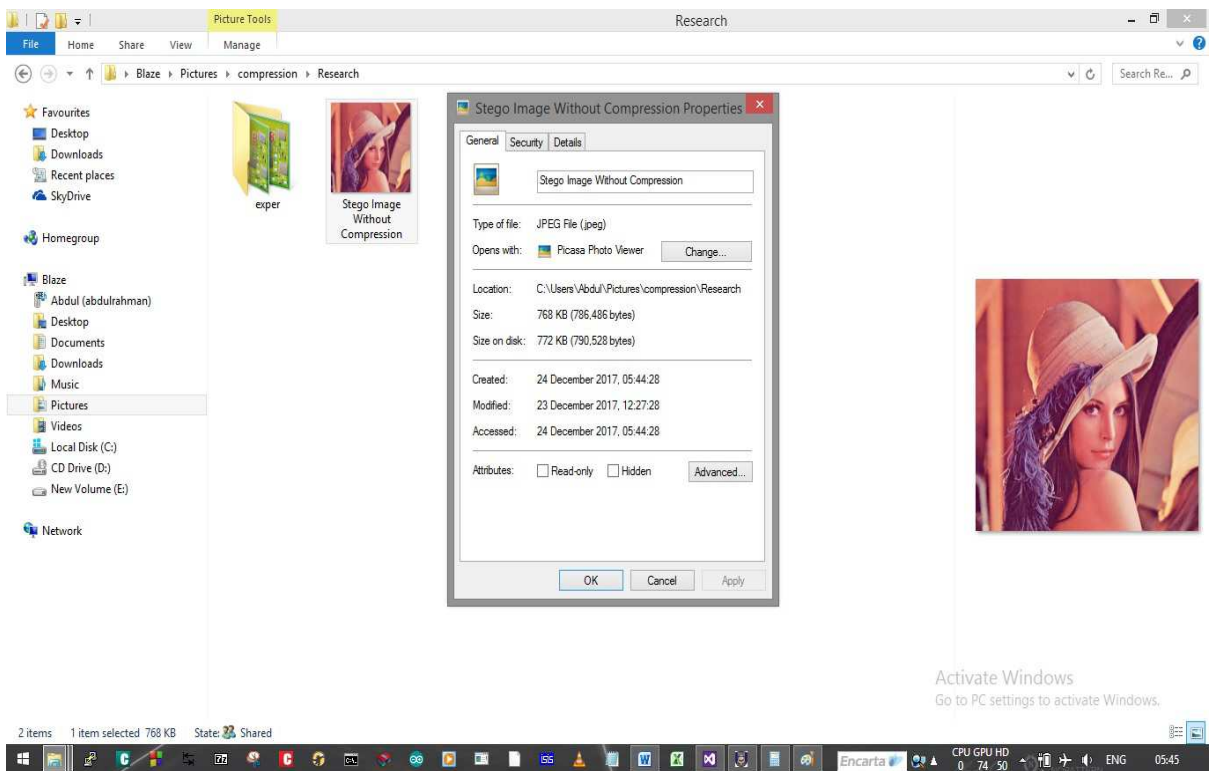 Picture Tools
Research
File Home Share View Manage
Blaze Pictures compression Research
Search Re...
Favourites
Desktop
Downloads
Recent places
SkyDrive
Homegroup
Blaze
Abdul (abdulrahman)
Desktop
Documents
Downloads
Music
Pictures
Videos
Local Disk (C:)
CD Drive (D:)
New Volume (E:)
Network
exper
Stego Image
Without
Compression
Stego Image Without Compression Properties
General Security Details
Stego Image Without Compression
Type of file: JPEG File (.jpeg)
Opens with: Picasa Photo Viewer Change...
Location: C:\Users\Abdul\Pictures\compression\Research
Size: 768 KB (786,486 bytes)
Size on disk: 772 KB (790,528 bytes)
Created: 24 December 2017, 05:44:28
Modified: 23 December 2017, 12:27:28
Accessed: 24 December 2017, 05:44:28
Attributes: Read-only Hidden Advanced...
OK Cancel Apply
Activate Windows
Go to PC settings to activate Windows.
2 items 1 item selected 768 KB State: Shared
Encarta
CPU GPU HD
0 74 50
ENG 05:45